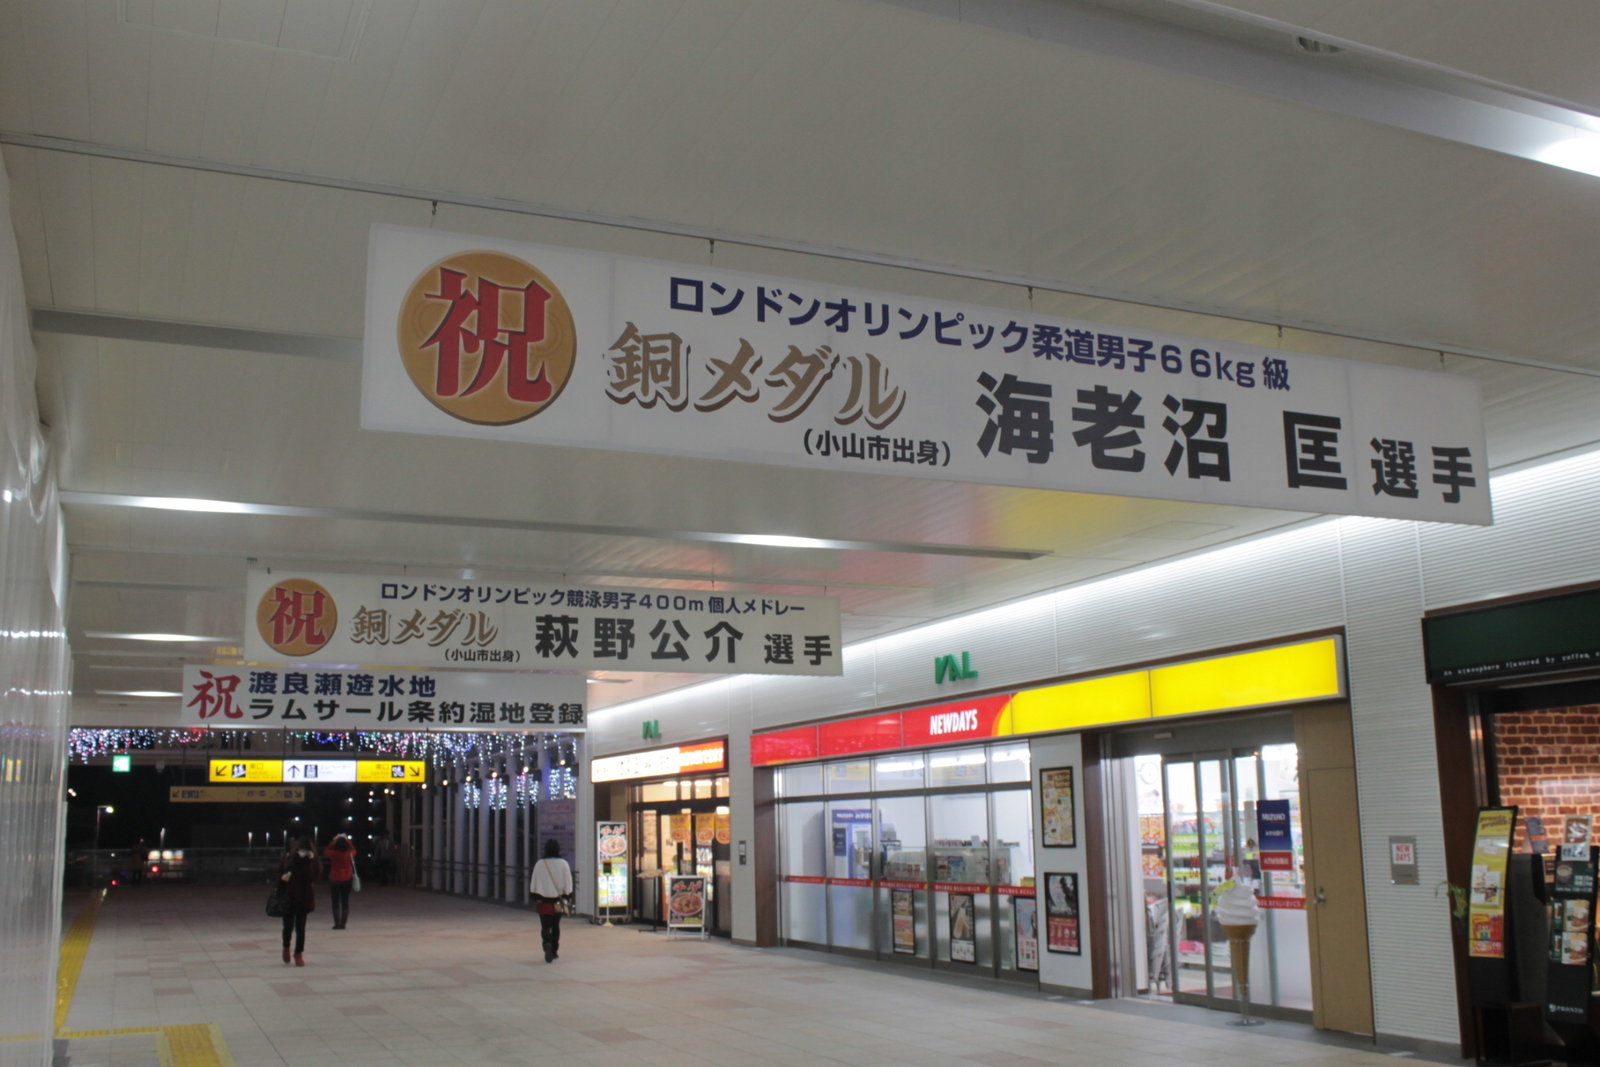 祝
ロンドンオリンピック柔道男子66kg級
銅メダル
(小山市出身)
海老沼 匡 選手
祝
ロンドンオリンピック競泳男子400m個人メドレー
銅メダル
(小山市出身)
萩野公介 選手
祝
渡良瀬遊水地
ラムサール条約湿地登録
VAL
VAL
NEWDAYS
MIZUHO
NEW DAYS
PRONTO